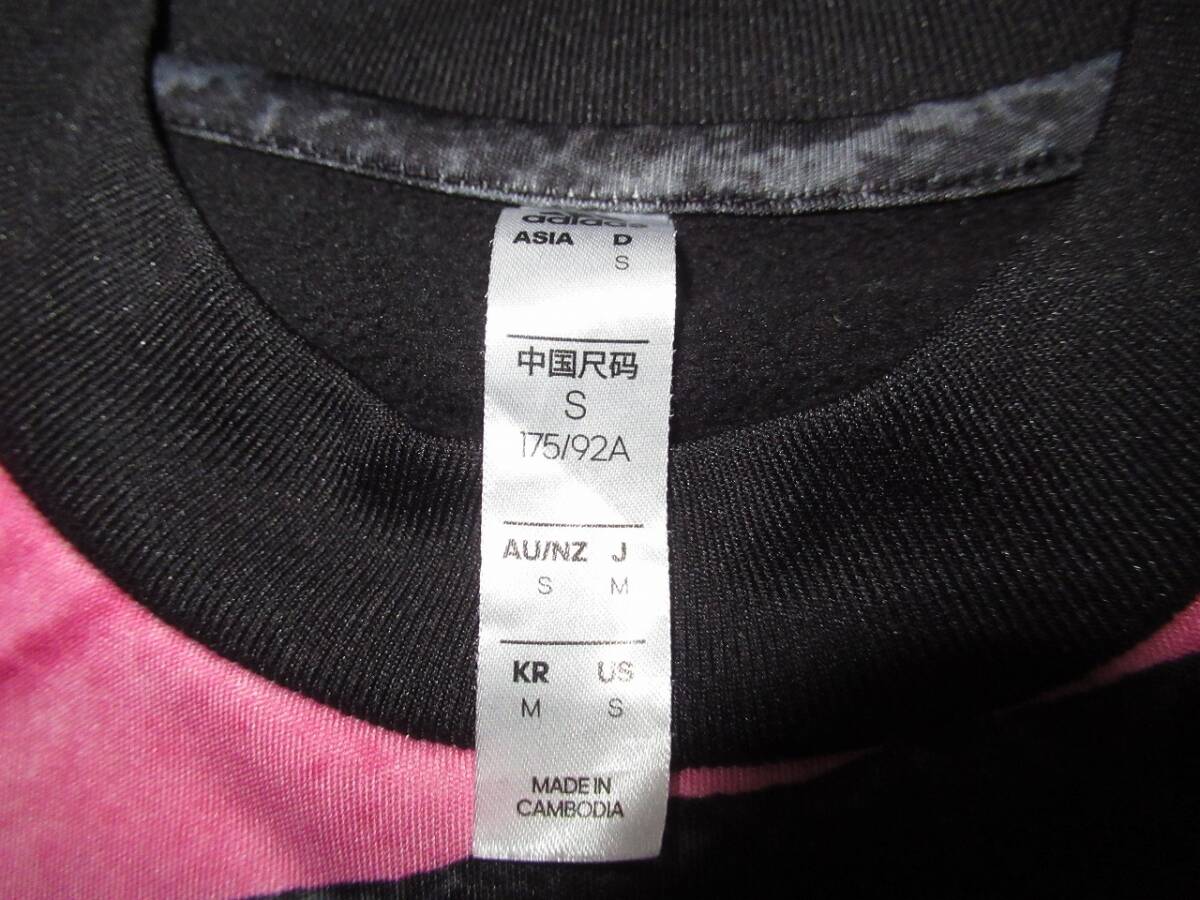 adidas
ASIA D
S
中国尺码
S
175/92A
AU/NZ J
S M
KR US
M S
MADE IN
CAMBODIA